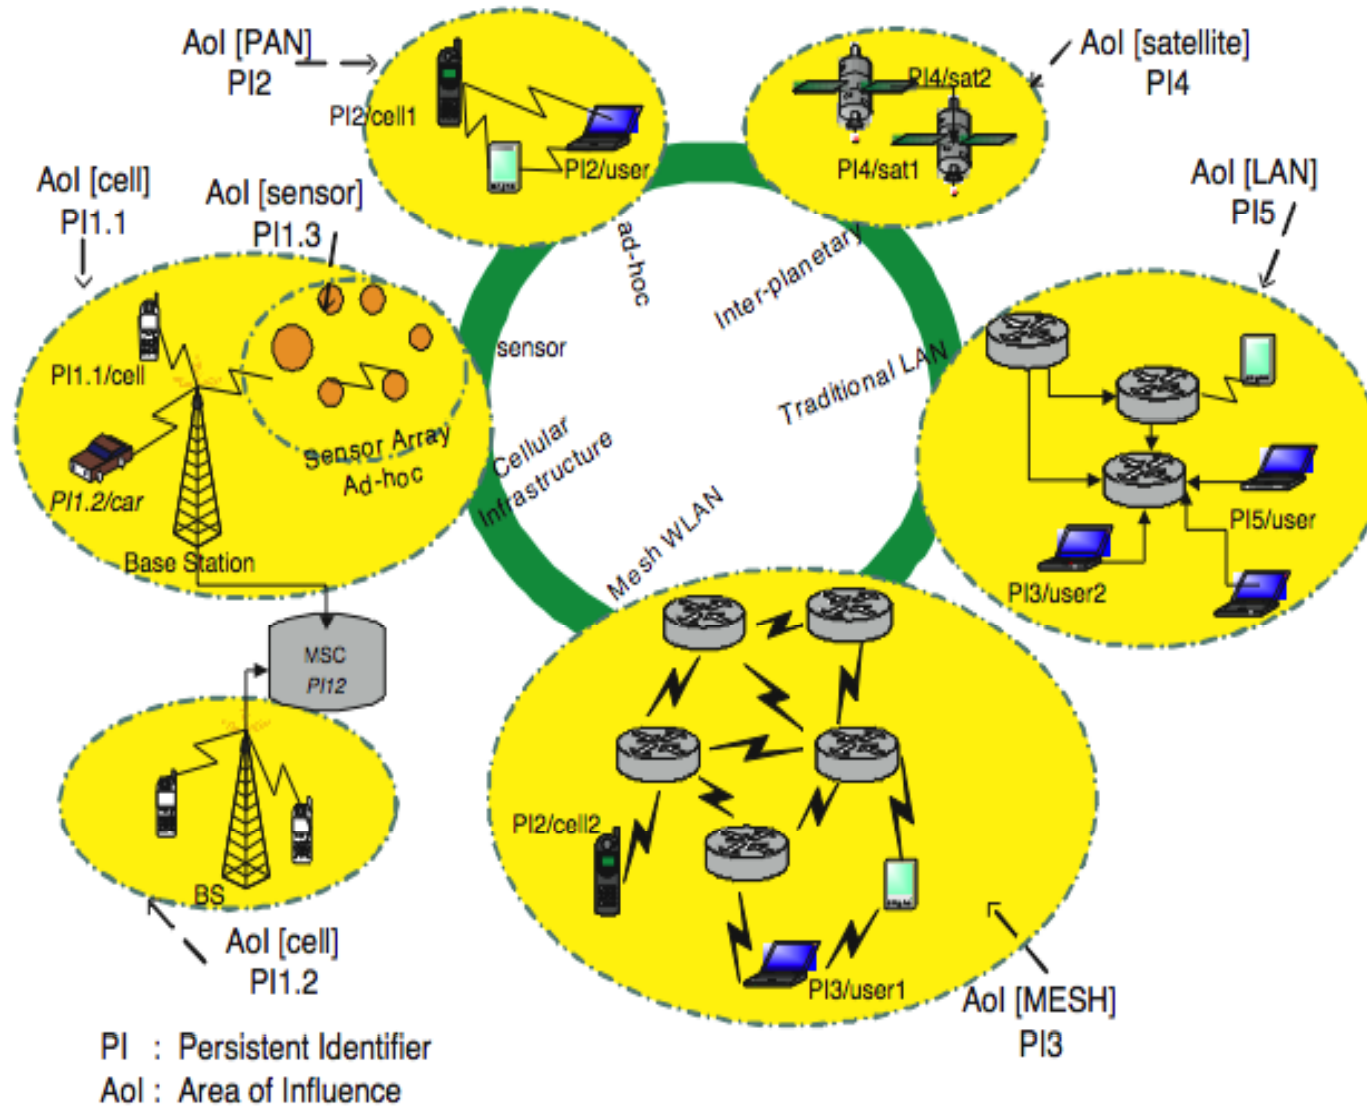 AoI [PAN]
PI2
PI2/cell1
PI2/user
PI4/sat2
PI4/sat1
AoI [satellite]
PI4
AoI [cell]
PI1.1
AoI [sensor]
PI1.3
AoI [LAN]
PI5
ad-hoc
Inter-planetary
sensor
Traditional LAN
Cellular
Infrastructure
Mesh WLAN
PI1.1/cell
PI1.2/car
Sensor Array
Ad-hoc
Base Station
PI5/user
PI3/user2
MSC
PI12
BS
AoI [cell]
PI1.2
PI2/cell2
PI3/user1
AoI [MESH]
PI3
PI : Persistent Identifier
AoI : Area of Influence